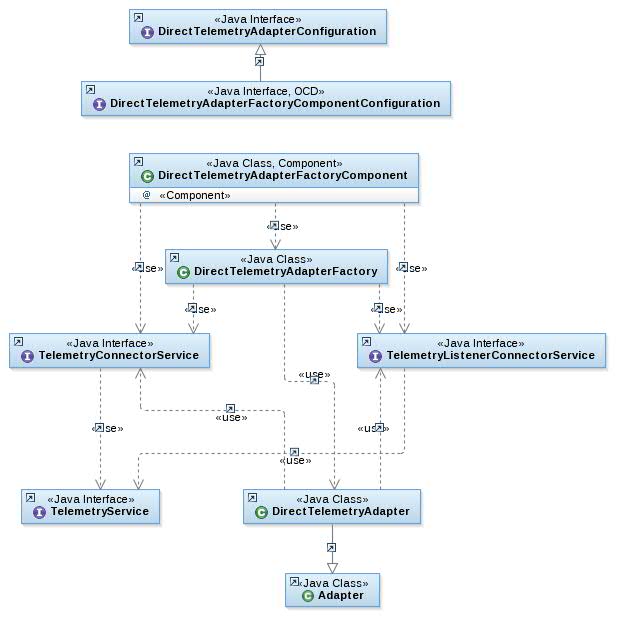 «Java Interface»
DirectTelemetryAdapterConfiguration
«Java Interface, OCD»
DirectTelemetryAdapterFactoryComponentConfiguration
«Java Class, Component»
DirectTelemetryAdapterFactoryComponent
@ «Component»
«use»
«Java Class»
DirectTelemetryAdapterFactory
«use»
«use»
«use»
«use»
«Java Interface»
TelemetryConnectorService
«Java Interface»
TelemetryListenerConnectorService
«use»
«use»
«use»
«use»
«use»
«Java Interface»
TelemetryService
«Java Class»
DirectTelemetryAdapter
«Java Class»
Adapter